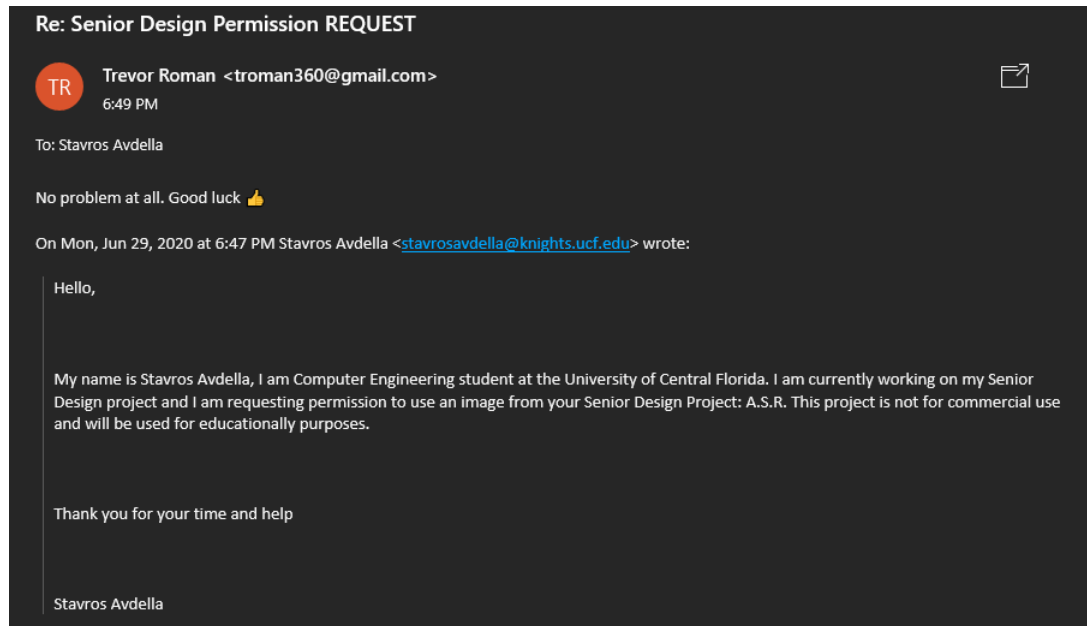 Re: Senior Design Permission REQUEST
TR
Trevor Roman <troman360@gmail.com>
6:49 PM
To: Stavros Avdella
No problem at all. Good luck 👍
On Mon, Jun 29, 2020 at 6:47 PM Stavros Avdella <stavrosavdella@knights.ucf.edu> wrote:
Hello,
My name is Stavros Avdella, I am Computer Engineering student at the University of Central Florida. I am currently working on my Senior
Design project and I am requesting permission to use an image from your Senior Design Project: A.S.R. This project is not for commercial use
and will be used for educationally purposes.
Thank you for your time and help
Stavros Avdella